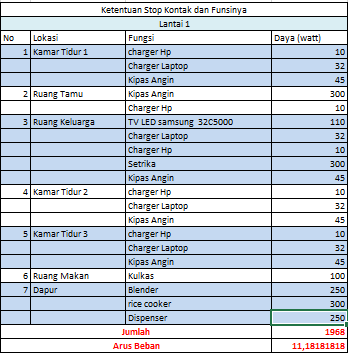 Ketentuan Stop Kontak dan Funsinya
Lantai 1
No Lokasi Fungsi Daya (watt)
1 Kamar Tidur 1 charger Hp 10
Charger Laptop 32
Kipas Angin 45
2 Ruang Tamu Kipas Angin 300
Charger Hp 10
3 Ruang Keluarga TV LED samsung 32C5000 110
Charger Laptop 32
Charger Hp 10
Setrika 300
Kipas Angin 45
4 Kamar Tidur 2 charger Hp 10
Charger Laptop 32
Kipas Angin 45
5 Kamar Tidur 3 charger Hp 10
Charger Laptop 32
Kipas Angin 45
6 Ruang Makan Kulkas 100
7 Dapur Blender 250
rice cooker 300
Dispenser 250
Jumlah 1968
Arus Beban 11,18181818